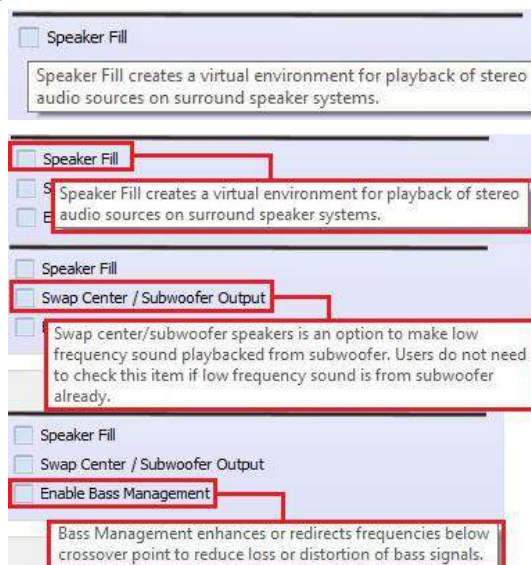 Speaker Fill
Speaker Fill creates a virtual environment for playback of stereo
audio sources on surround speaker systems.
Speaker Fill
Speaker Fill creates a virtual environment for playback of stereo
audio sources on surround speaker systems.
Speaker Fill
Swap Center / Subwoofer Output
Swap center/subwoofer speakers is an option to make low
frequency sound playbacked from subwoofer. Users do not need
to check this item if low frequency sound is from subwoofer
already.
Speaker Fill
Swap Center / Subwoofer Output
Enable Bass Management
Bass Management enhances or redirects frequencies below
crossover point to reduce loss or distortion of bass signals.